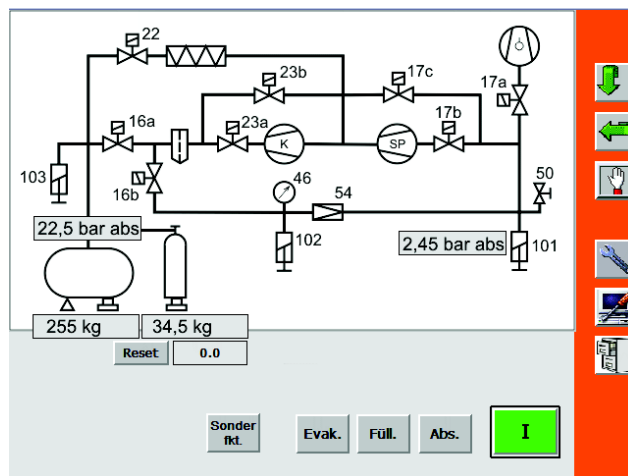 22
23b
17c
17a
16a
23a
17b
K
SP
103
16b
46
54
50
22,5 bar abs
102
2,45 bar abs
101
255 kg
34,5 kg
Reset
0.0
Sonder
fkt.
Evak.
Füll.
Abs.
I